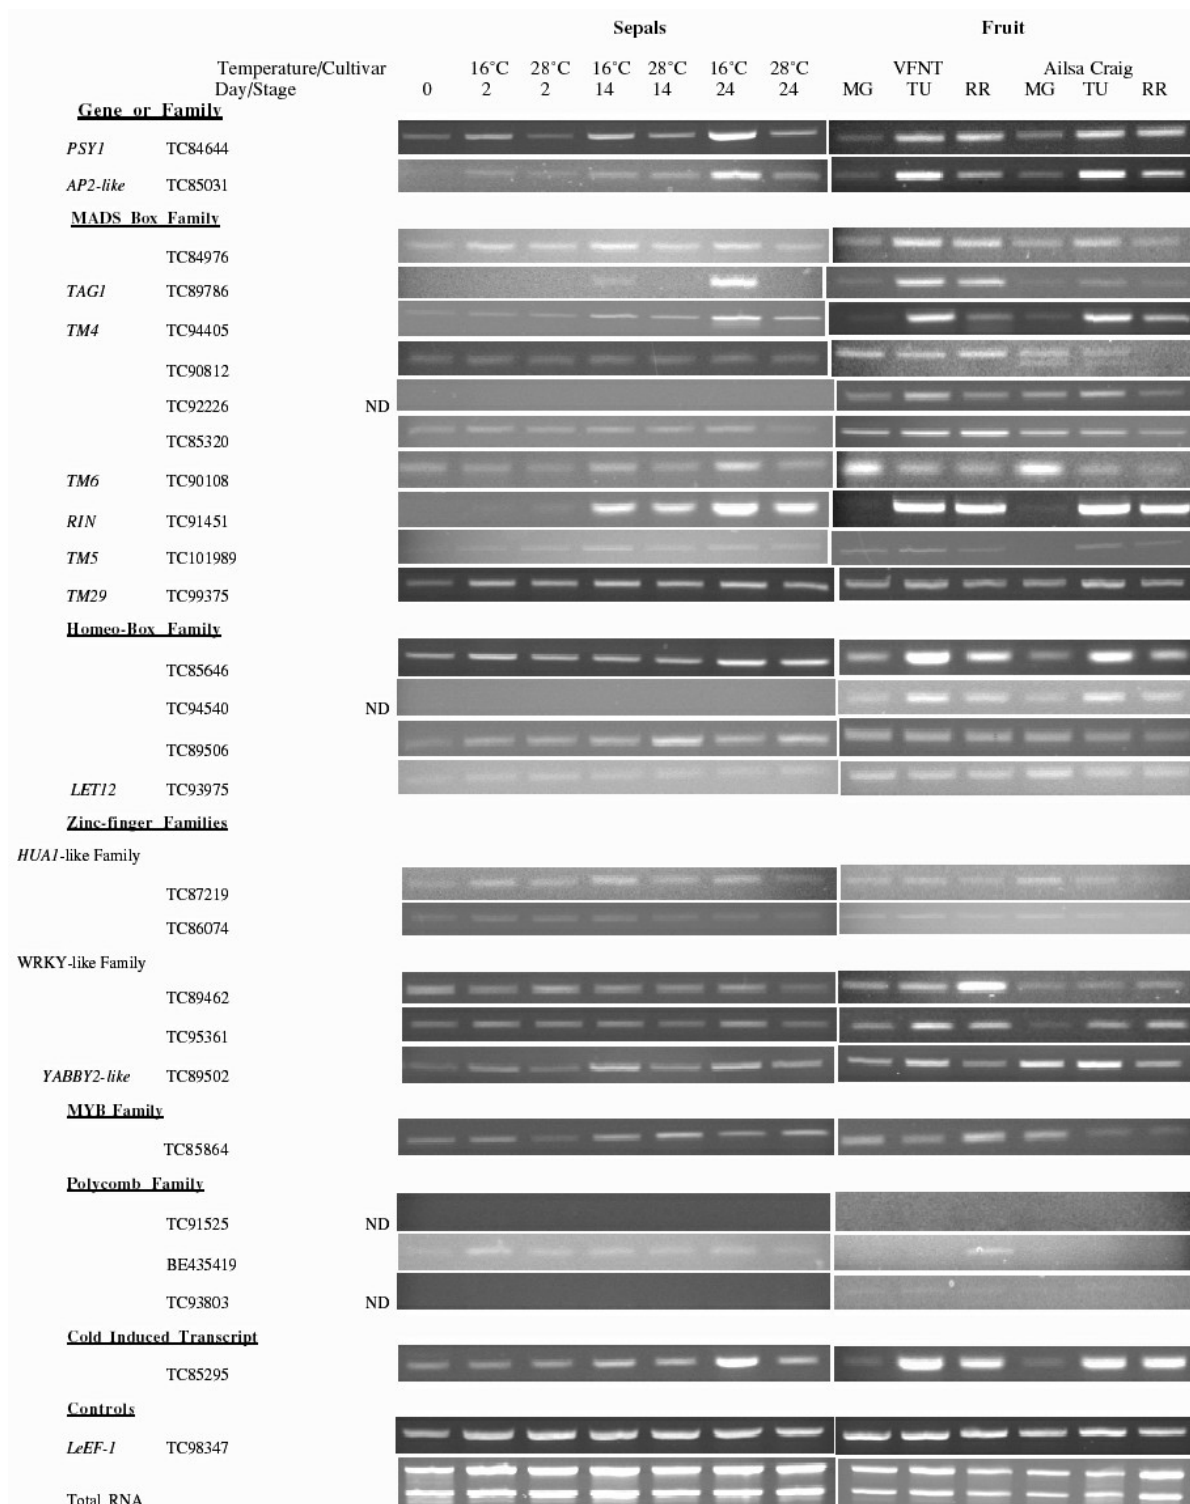 Sepals Fruit
Temperature/Cultivar 16°C 28°C 16°C 28°C 16°C 28°C VFNT Ailsa Craig
Day/Stage 0 2 2 14 14 24 24 MG TU RR MG TU RR
Gene or Family
PSY1 TC84644
AP2-like TC85031
MADS Box Family
TC84976
TAG1 TC89786
TM4 TC94405
TC90812
TC92226 ND
TC85320
TM6 TC90108
RIN TC91451
TM5 TC101989
TM29 TC99375
Homeo-Box Family
TC85646
TC94540 ND
TC89506
LET12 TC93975
Zinc-finger Families
HUA1-like Family
TC87219
TC86074
WRKY-like Family
TC89462
TC95361
YABBY2-like TC89502
MYB Family
TC85864
Polycomb Family
TC91525 ND
BE435419
TC93803 ND
Cold Induced Transcript
TC85295
Controls
LeEF-1 TC98347
Total RNA